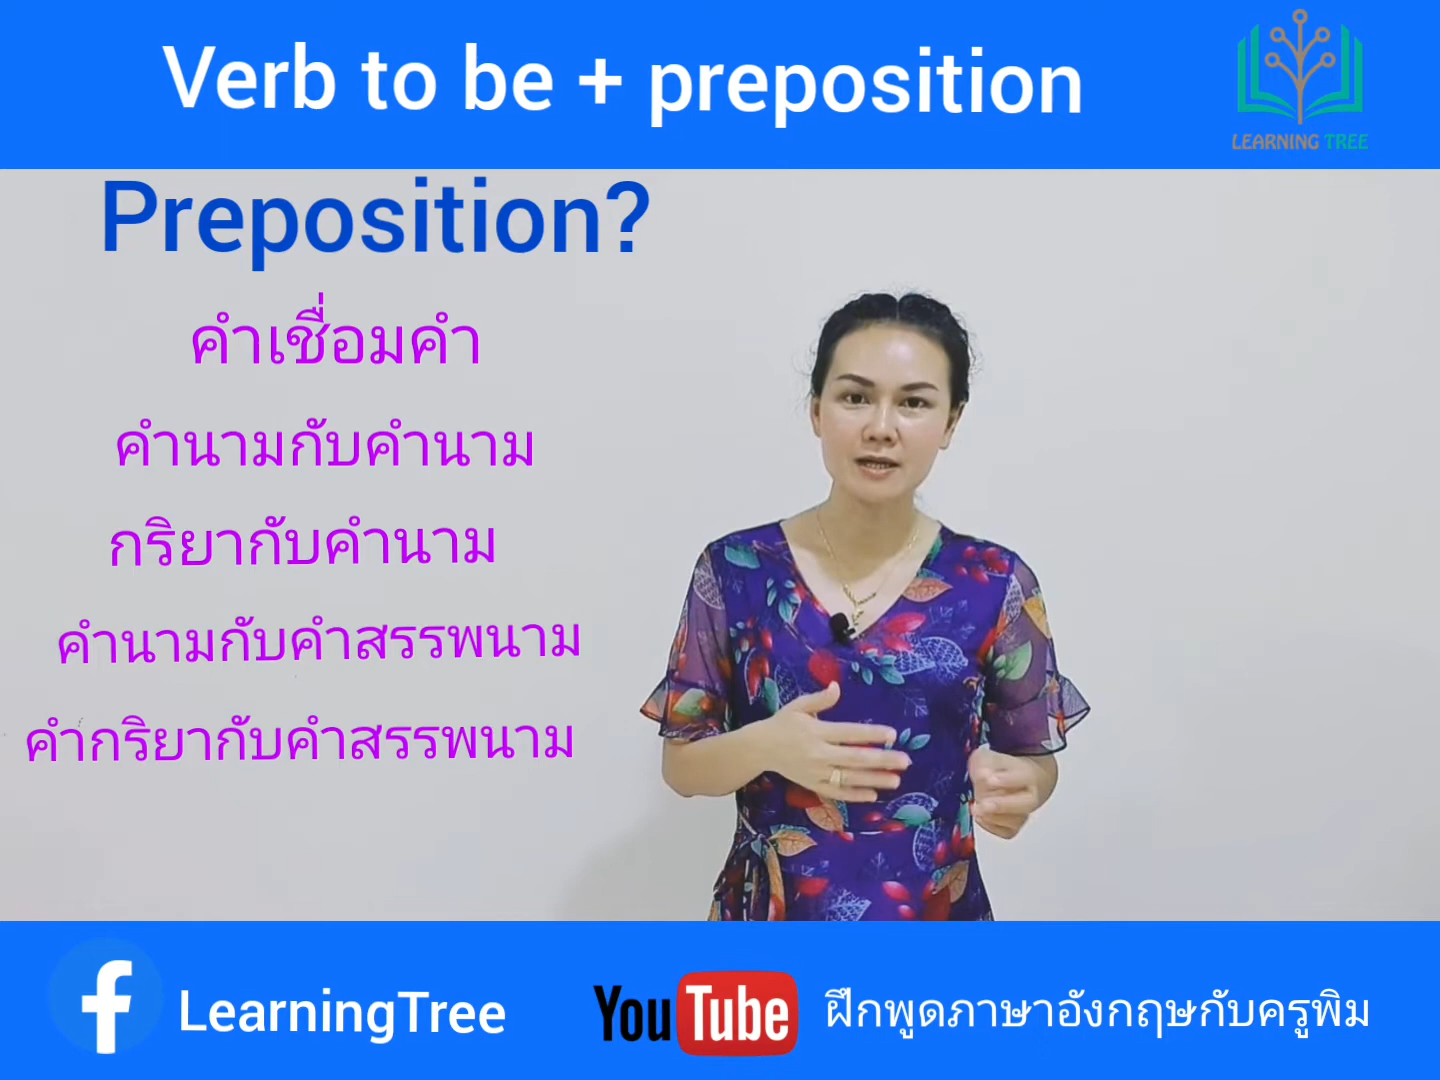 Verb to be + preposition
LEARNING TREE
Preposition?
คำเชื่อมคำ
คำนามกับคำนาม
กริยากับคำนาม
คำนามกับคำสรรพนาม
คำกริยากับคำสรรพนาม
f LearningTree
YouTube ฝึกพูดภาษาอังกฤษกับครูพิม